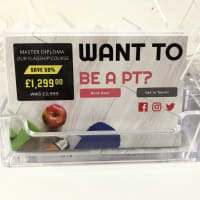 MASTER DIPLOMA
OUR FLAGSHIP COURSE
SAVE 50%
£1,299.00
WAS £2,599
WANT TO
BE A PT?
Book Now!
Get in Touch!